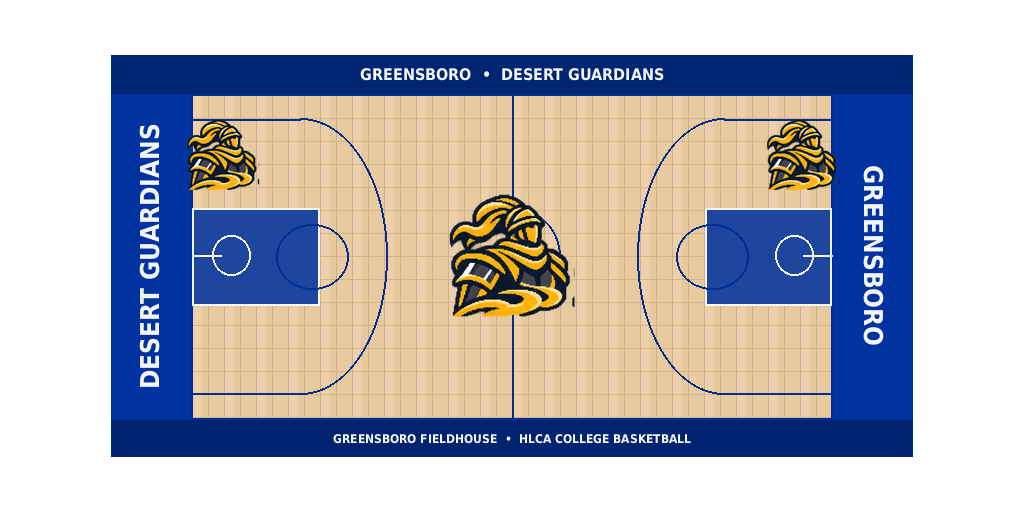 GREENSBORO • DESERT GUARDIANS
DESERT GUARDIANS
GREENSBORO
GREENSBORO FIELDHOUSE • HLCA COLLEGE BASKETBALL